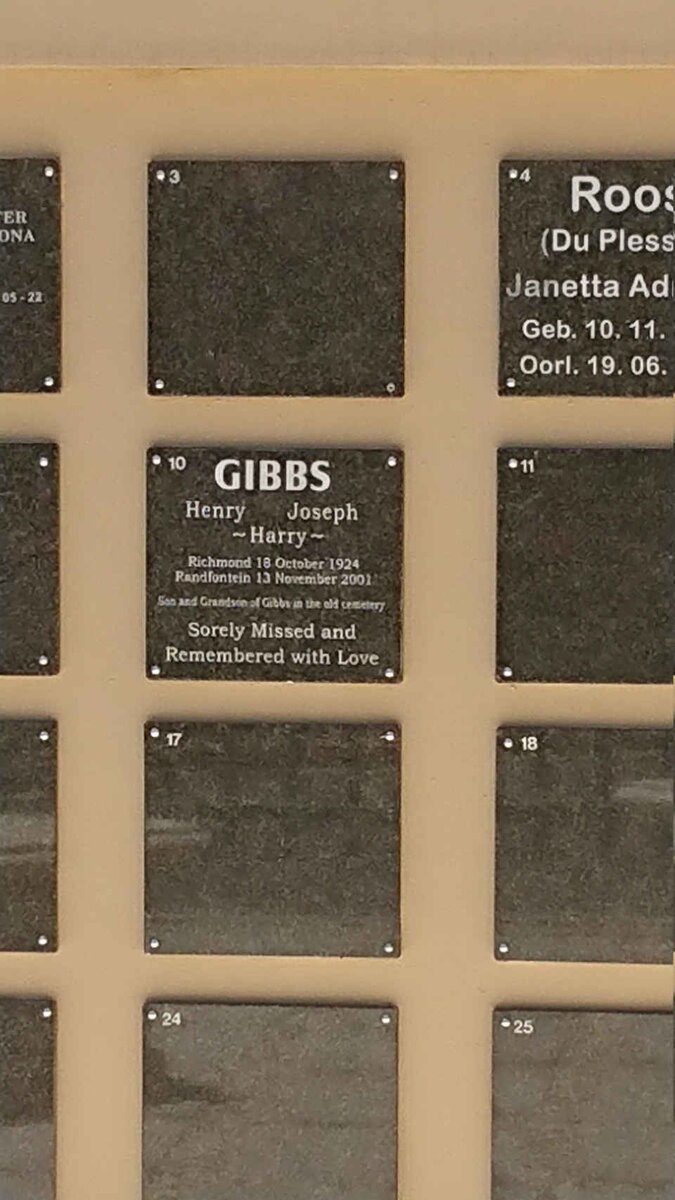 ER
ONA
05 - 22
3
4
Roos
(Du Pless
Janetta Ad
Geb. 10. 11.
Oorl. 19. 06.
10
GIBBS
Henry Joseph
~Harry~
Richmond 18 October 1924
Randfontein 13 November 2001
Son and Grandson of Gibbs in the old cemetery
Sorely Missed and
Remembered with Love
11
17
18
24
25